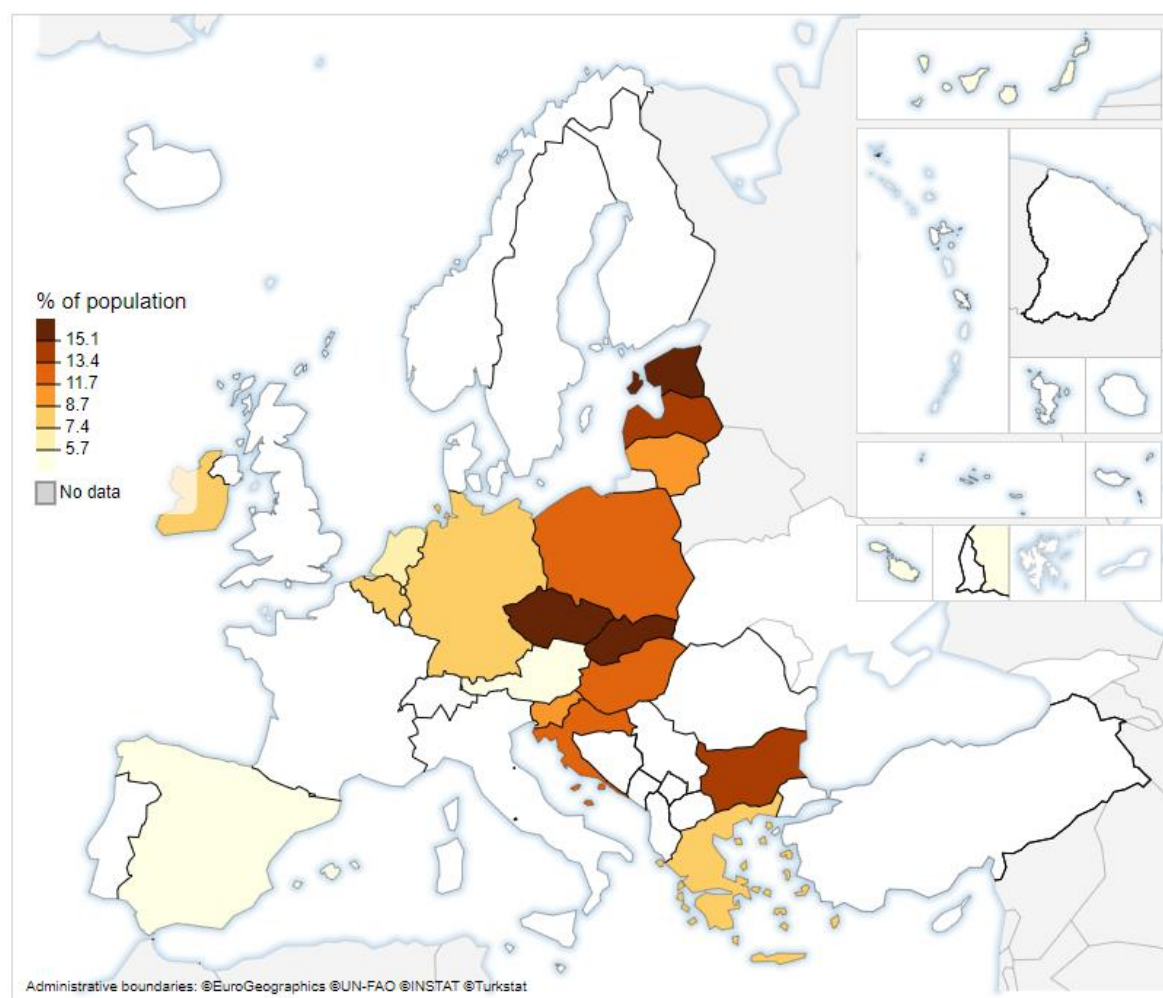 % of population
15.1
13.4
11.7
8.7
7.4
5.7
No data
Administrative boundaries: ©EuroGeographics ©UN-FAO ©INSTAT ©Turkstat